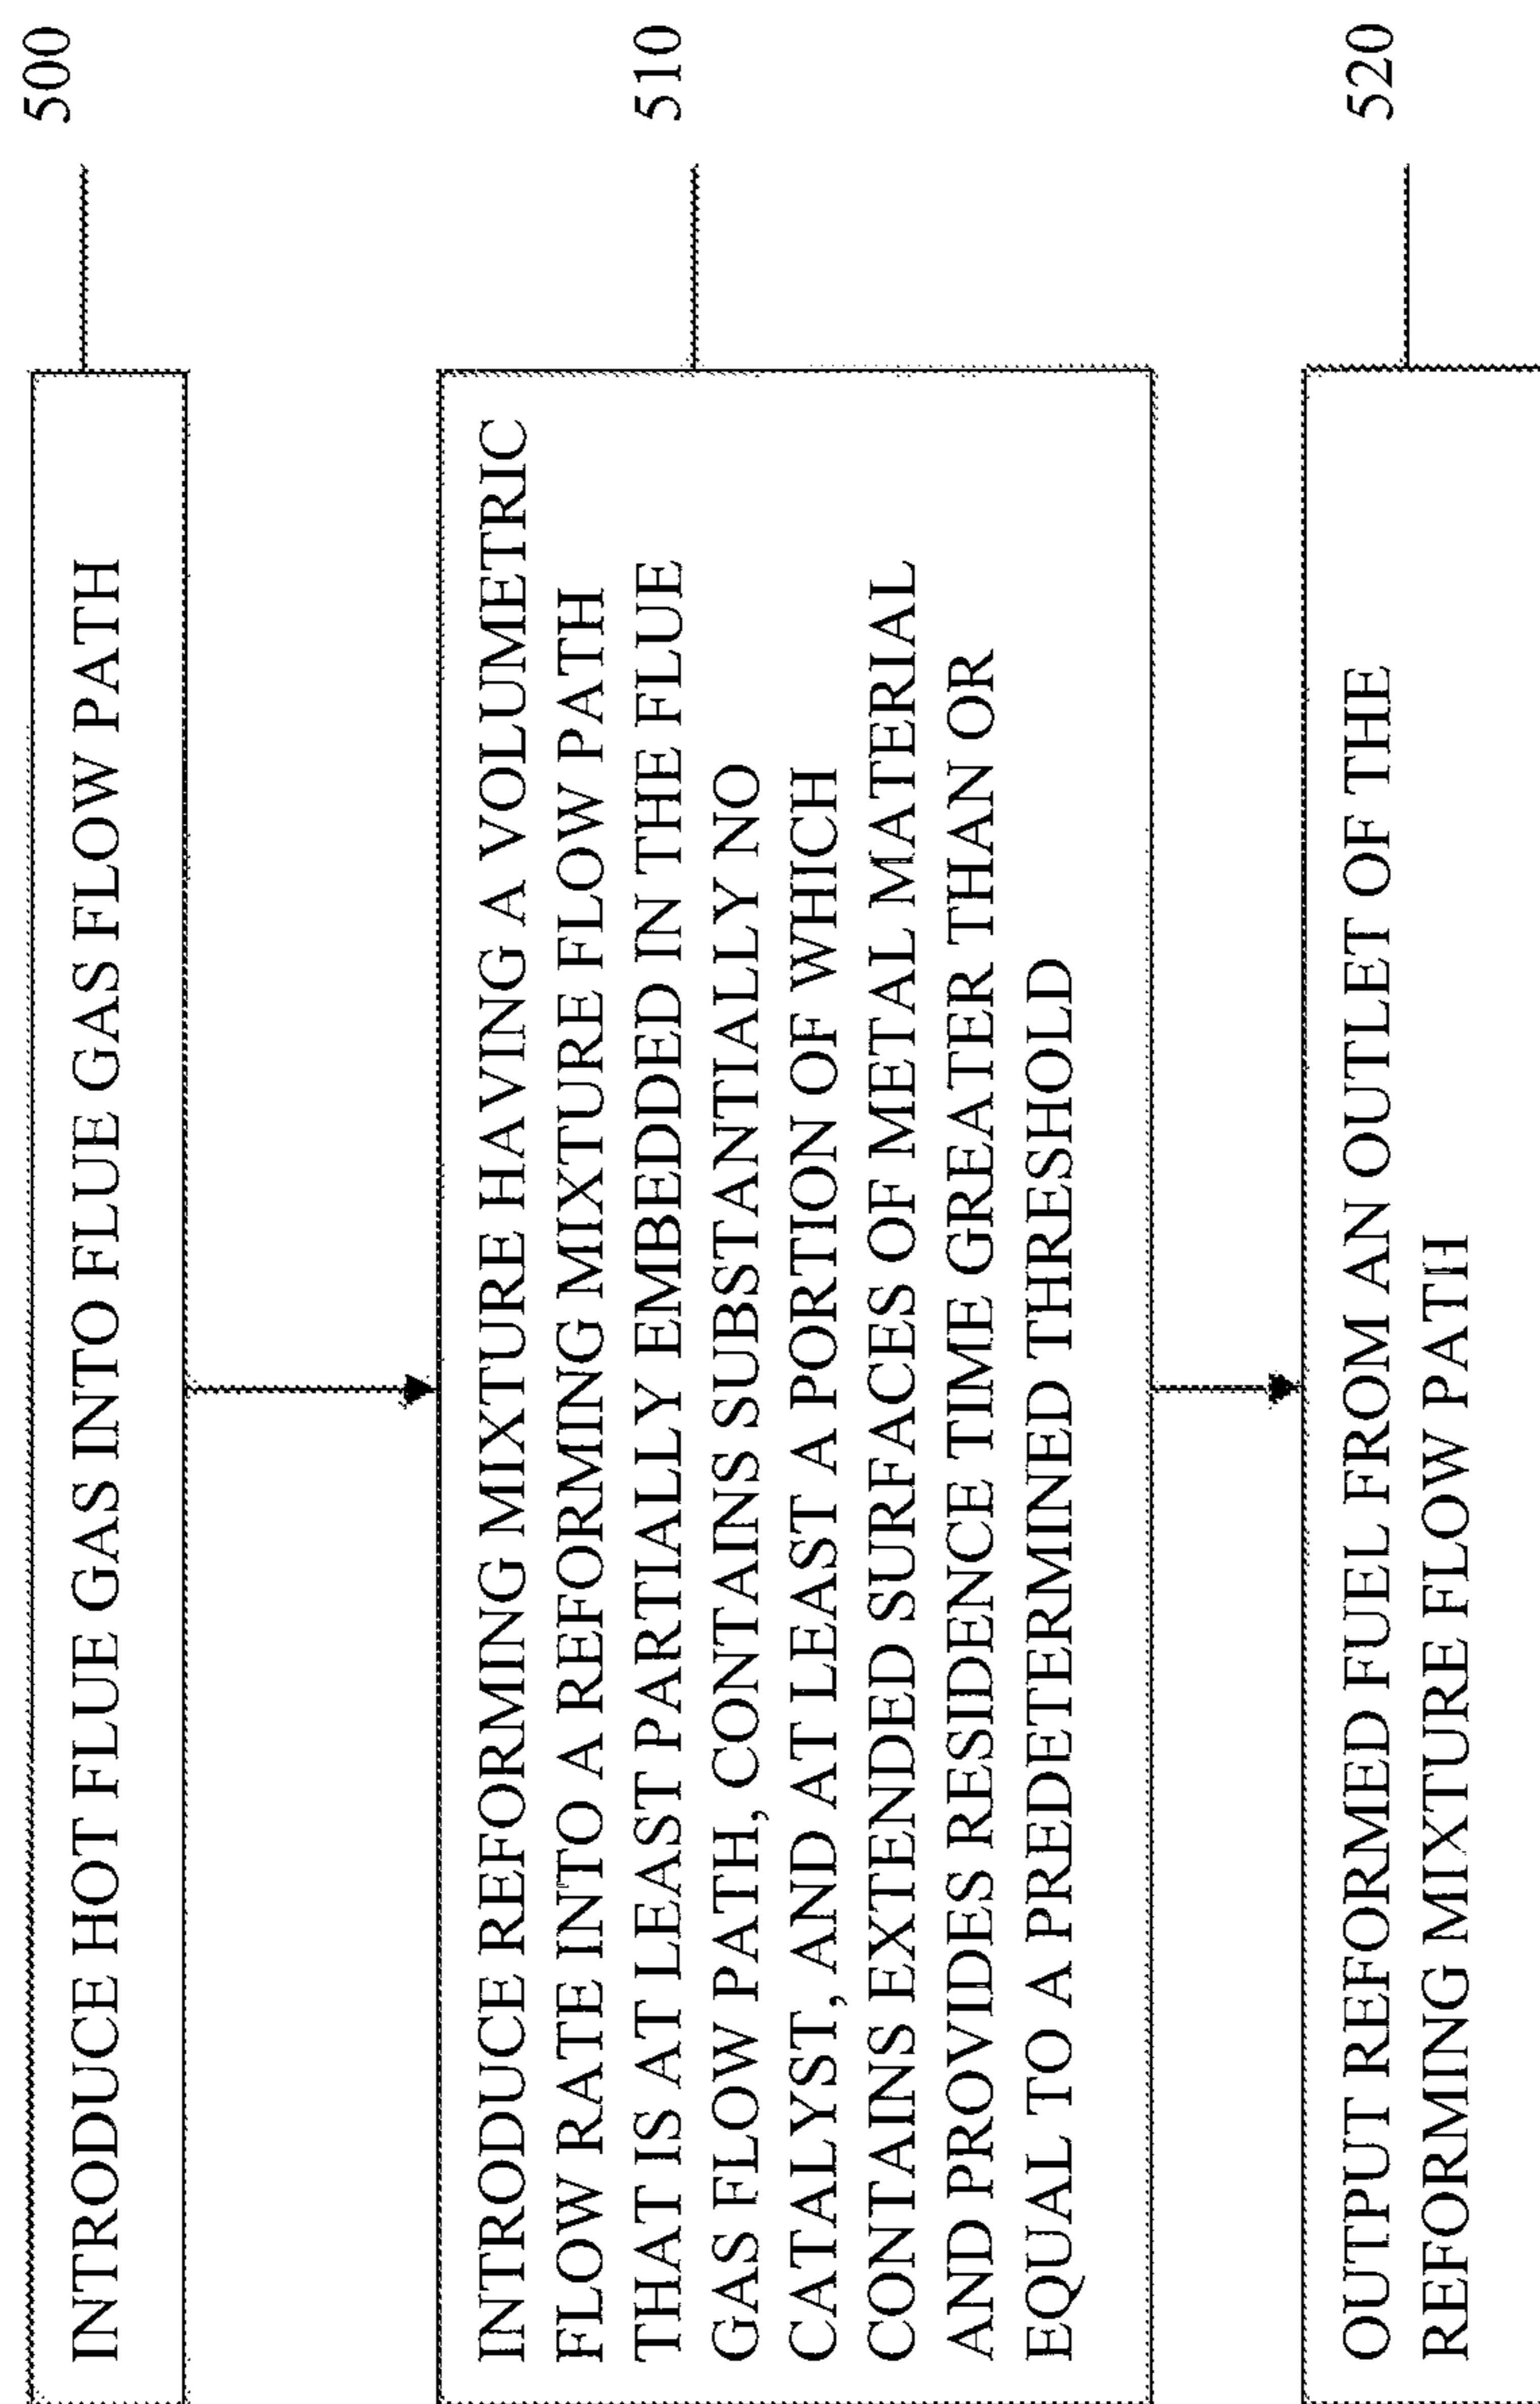 INTRODUCE HOT FLUE GAS INTO FLUE GAS FLOW PATH
500
INTRODUCE REFORMING MIXTURE HAVING A VOLUMETRIC
FLOW RATE INTO A REFORMING MIXTURE FLOW PATH
THAT IS AT LEAST PARTIALLY EMBEDDED IN THE FLUE
GAS FLOW PATH, CONTAINS SUBSTANTIALLY NO
CATALYST, AND AT LEAST A PORTION OF WHICH
CONTAINS EXTENDED SURFACES OF METAL MATERIAL
AND PROVIDES RESIDENCE TIME GREATER THAN OR
EQUAL TO A PREDETERMINED THRESHOLD
510
OUTPUT REFORMED FUEL FROM AN OUTLET OF THE
REFORMING MIXTURE FLOW PATH
520